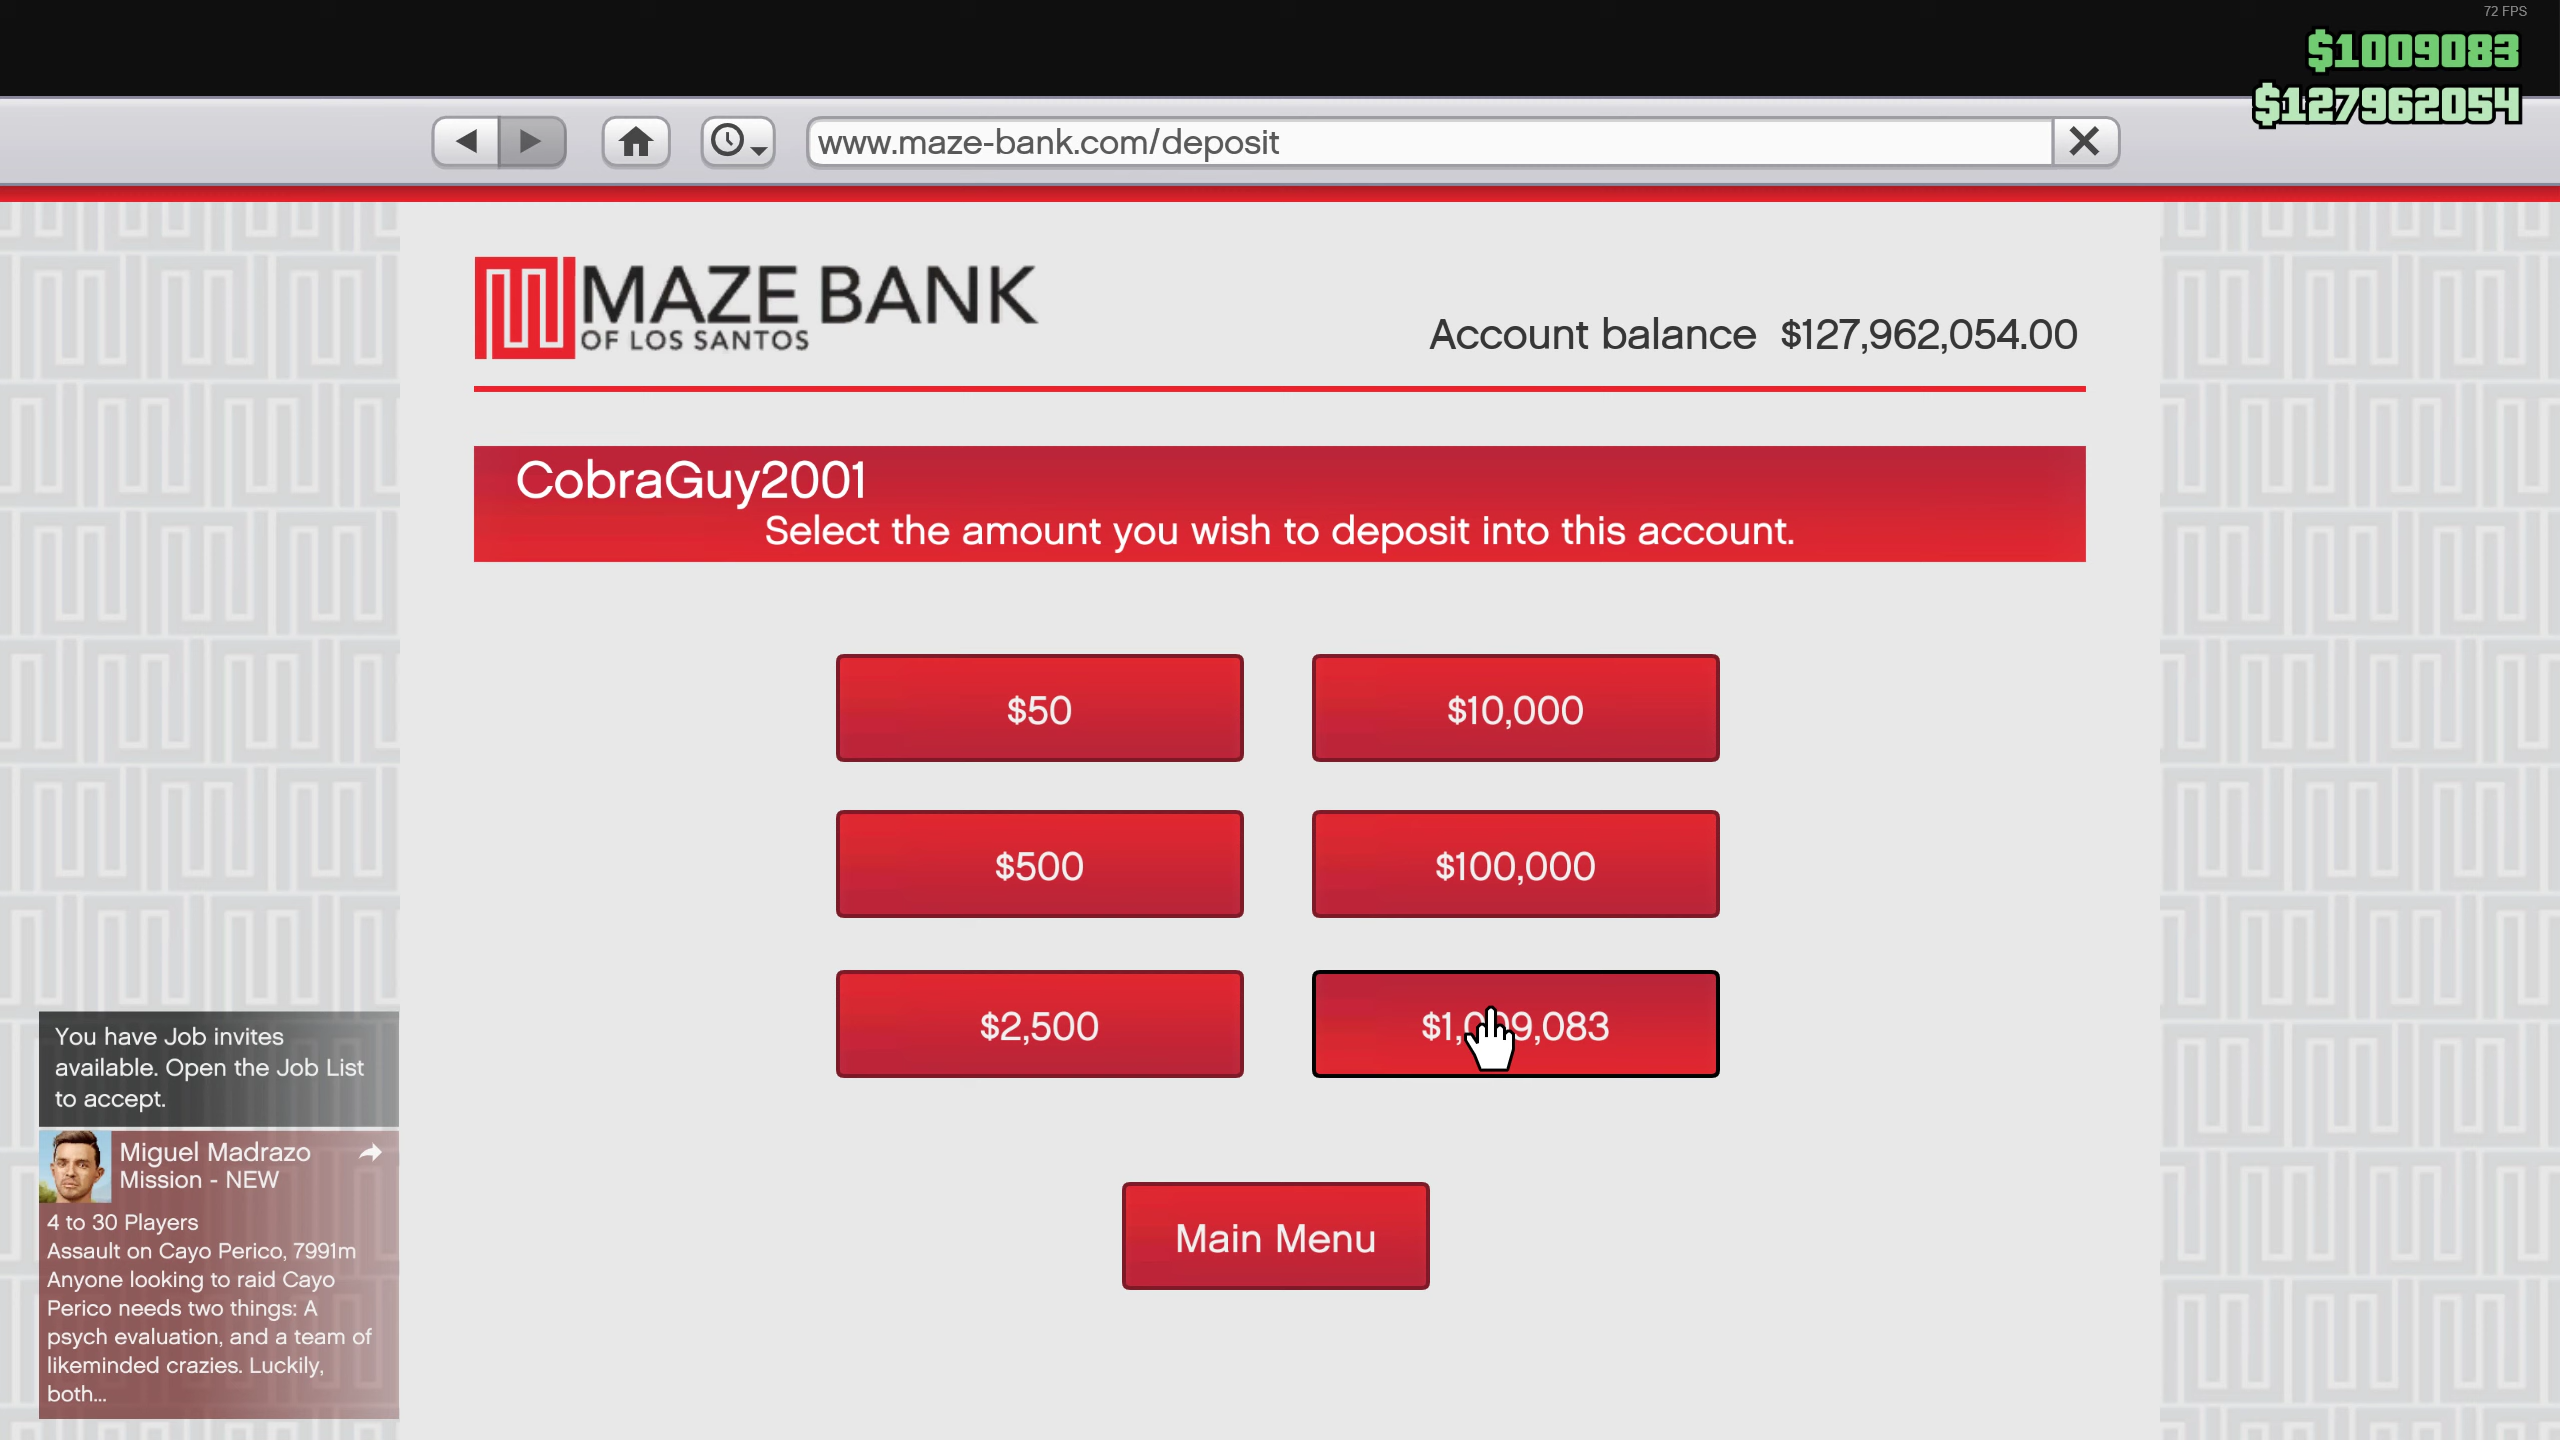 72 FPS
$1009083
$127962054
www.maze-bank.com/deposit
MAZE BANK
OF LOS SANTOS
Account balance $127,962,054.00
CobraGuy2001
Select the amount you wish to deposit into this account.
$50
$10,000
$500
$100,000
$2,500
$1,009,083
Main Menu
You have Job invites
available. Open the Job List
to accept.
Miguel Madrazo
Mission - NEW
4 to 30 Players
Assault on Cayo Perico, 7991m
Anyone looking to raid Cayo
Perico needs two things: A
psych evaluation, and a team of
likeminded crazies. Luckily,
both...